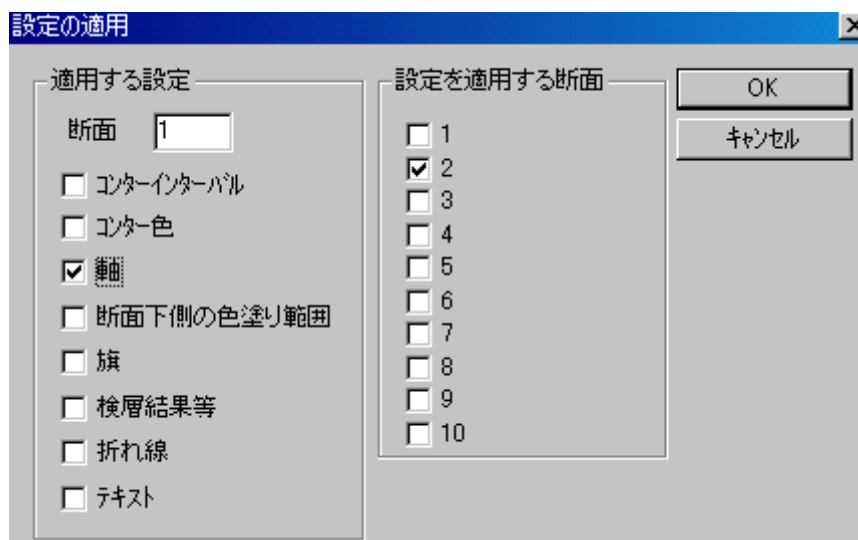 設定の適用
適用する設定
断面 1
コンターインターバル
コンター色
軸
断面下側の色塗り範囲
旗
検層結果等
折れ線
テキスト
設定を適用する断面
1
2
3
4
5
6
7
8
9
10
OK
キャンセル